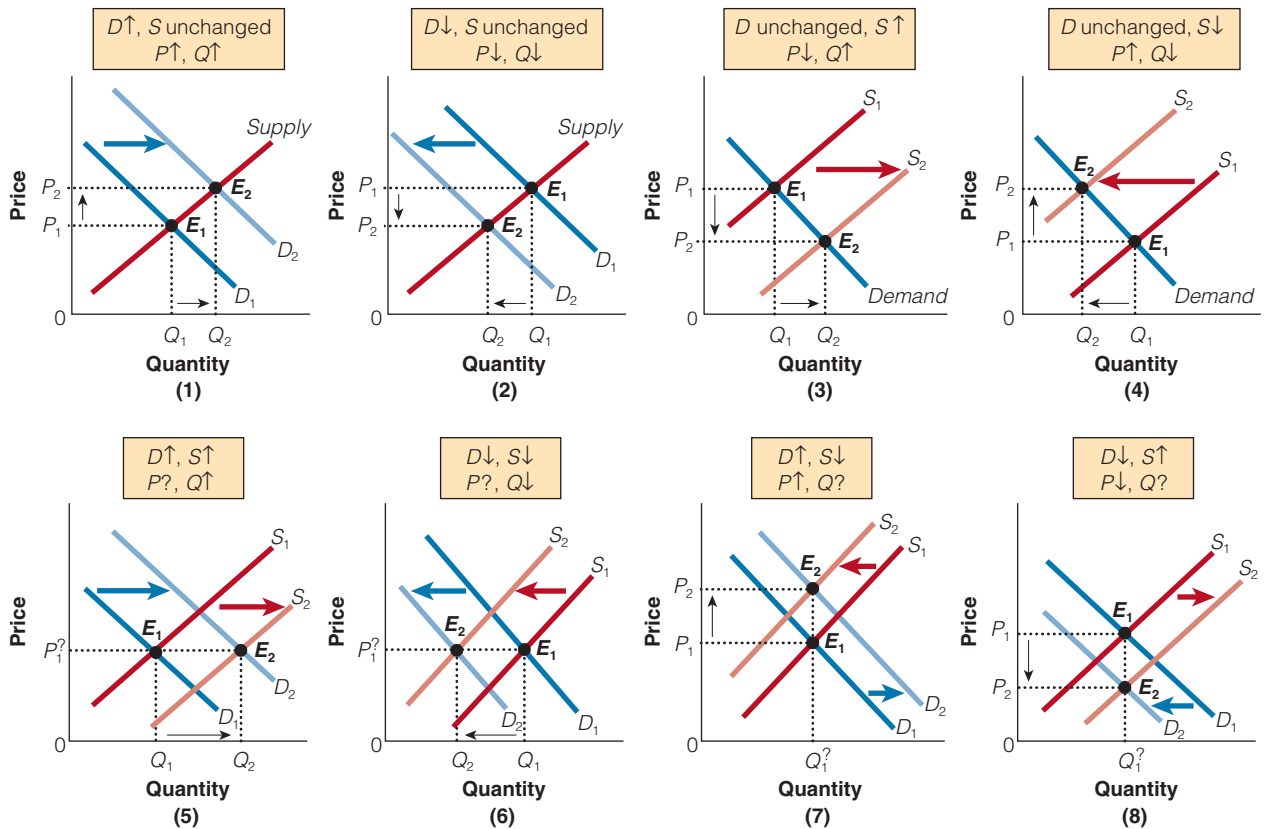 D↑, S unchanged
P↑, Q↑
Price
P₂
P₁
0
Supply
E₂
E₁
D₂
D₁
Q₁ Q₂
Quantity
(1)
D↓, S unchanged
P↓, Q↓
Price
P₁
P₂
0
Supply
E₁
E₂
D₁
D₂
Q₂ Q₁
Quantity
(2)
D unchanged, S↑
P↓, Q↑
Price
P₁
P₂
0
S₁
S₂
E₁
E₂
Demand
Q₁ Q₂
Quantity
(3)
D unchanged, S↓
P↑, Q↓
Price
P₂
P₁
0
S₂
S₁
E₂
E₁
Demand
Q₂ Q₁
Quantity
(4)
D↑, S↑
P?, Q↑
Price
P₁?
0
S₁
S₂
E₁
E₂
D₂
D₁
Q₁ Q₂
Quantity
(5)
D↓, S↓
P?, Q↓
Price
P₁?
0
S₂
S₁
E₂
E₁
D₂
D₁
Q₂ Q₁
Quantity
(6)
D↑, S↓
P↑, Q?
Price
P₂
P₁
0
S₂
S₁
E₂
E₁
D₂
D₁
Q₁?
Quantity
(7)
D↓, S↑
P↓, Q?
Price
P₁
P₂
0
S₁
S₂
E₁
E₂
D₁
D₂
Q₁?
Quantity
(8)